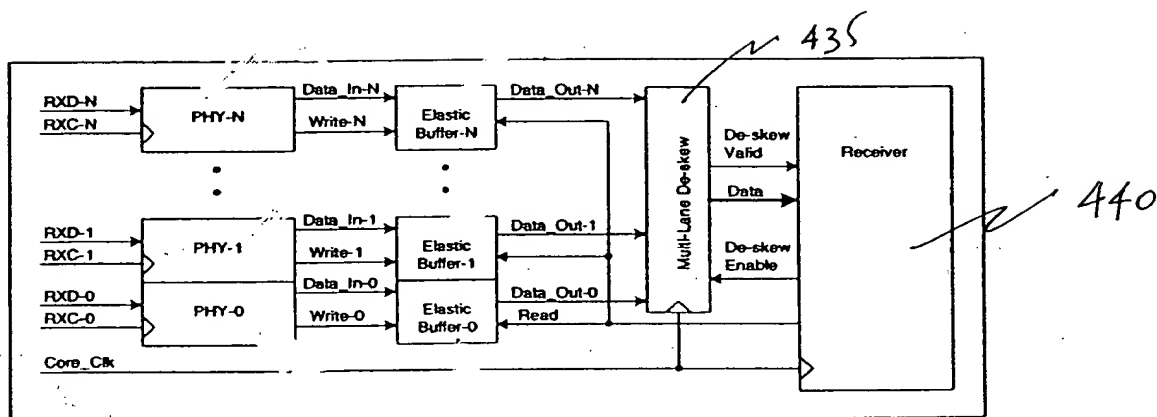 435
RXD-N
RXC-N
PHY-N
Data_In-N
Write-N
Elastic
Buffer-N
Data_Out-N
De-skew
Valid
Data
Receiver
440
RXD-1
RXC-1
PHY-1
Data_In-1
Write-1
Elastic
Buffer-1
Data_Out-1
Multi-Lane De-skew
De-skew
Enable
RXD-0
RXC-0
PHY-0
Data_In-0
Write-0
Elastic
Buffer-0
Data_Out-0
Read
Core_Clk